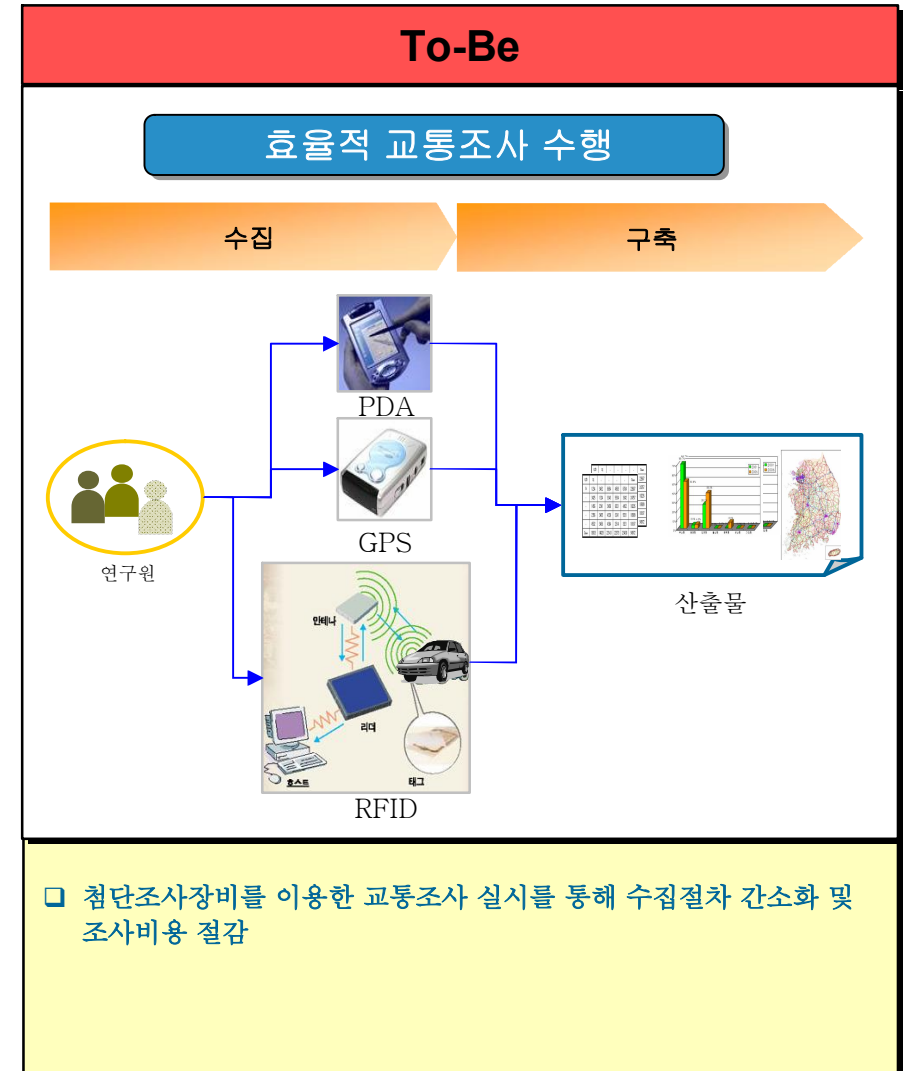 To-Be
효율적 교통조사 수행
수집
구축
PDA
GPS
연구원
안테나
리더
호스트
태그
RFID
산출물
❑ 첨단조사장비를 이용한 교통조사 실시를 통해 수집절차 간소화 및
조사비용 절감